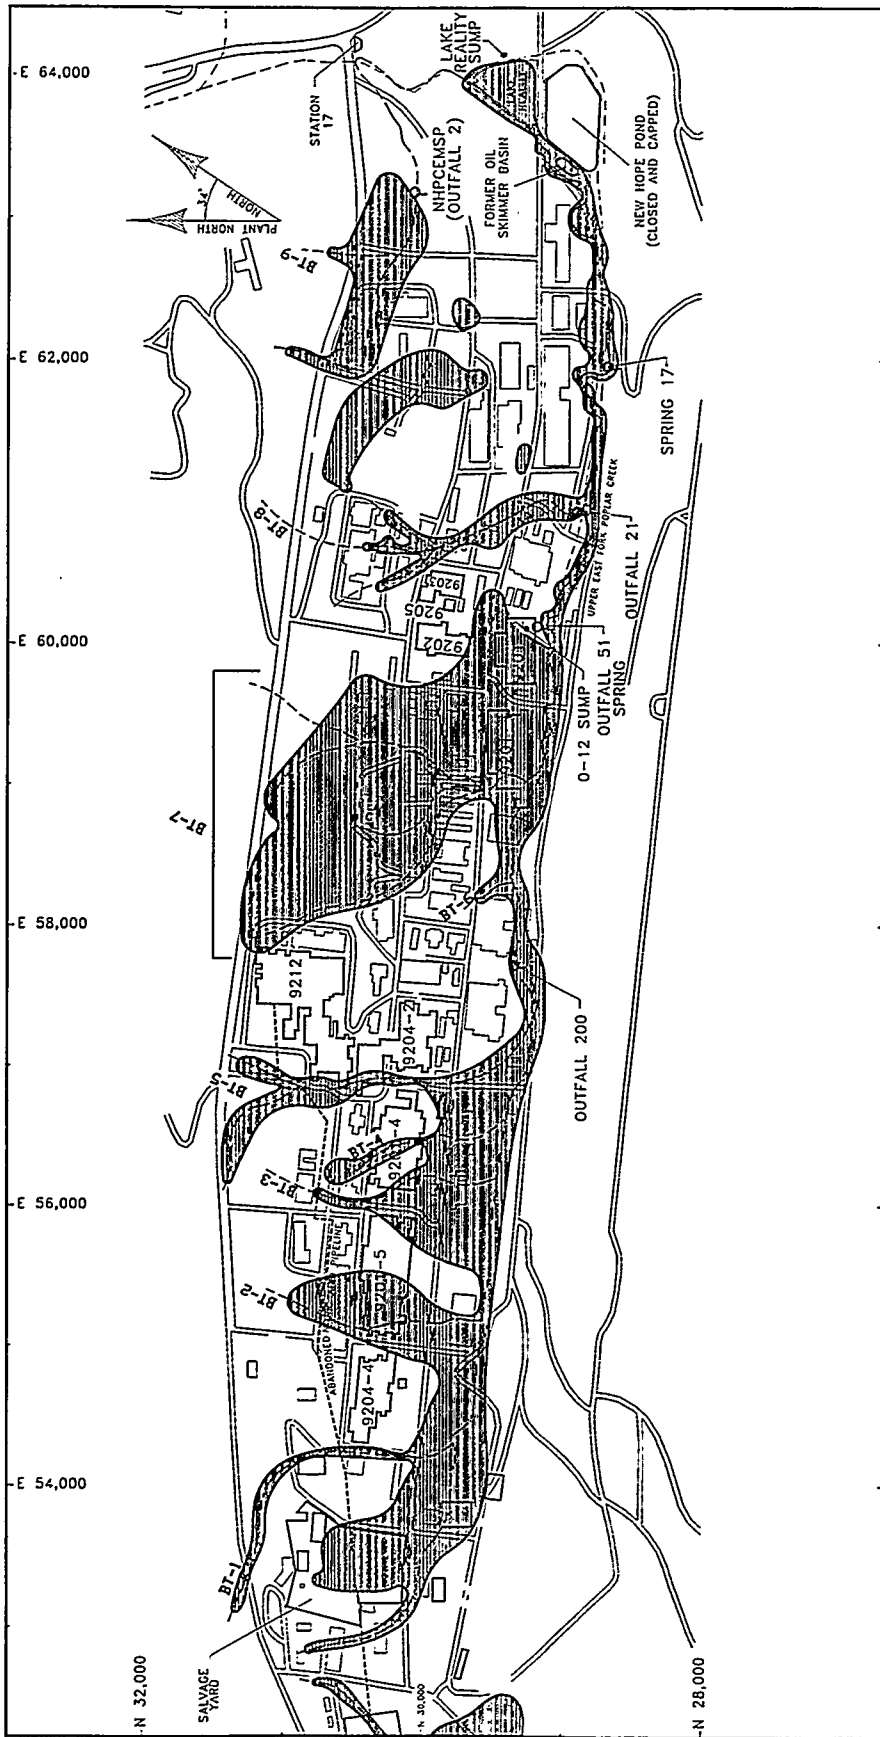 E 64,000
E 62,000
E 60,000
E 58,000
E 56,000
E 54,000
N 32,000
N 30,000
N 28,000
PLANT NORTH
NORTH
34°
STATION
17
LAKE
REALITY
SUMP
LAKE
REALITY
NHPCEMSP
(OUTFALL 2)
FORMER OIL
SKIMMER BASIN
NEW HOPE POND
(CLOSED AND CAPPED)
BT-9
SPRING 17
BT-8
UPPER EAST FORK POPLAR CREEK
OUTFALL 21
9203
9205
9202
O-12 SUMP
OUTFALL 51
SPRING
BT-7
9212
9204-2
OUTFALL 200
BT-5
BT-4
BT-3
BT-2
ABANDONED
PIPELINE
9204-4
BT-1
SALVAGE
YARD